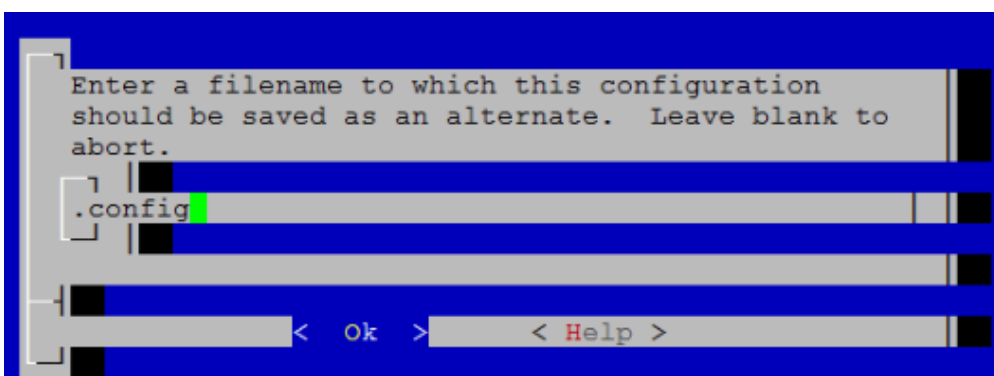 Enter a filename to which this configuration
should be saved as an alternate.  Leave blank to
abort.
.config
<  Ok  >      < Help >